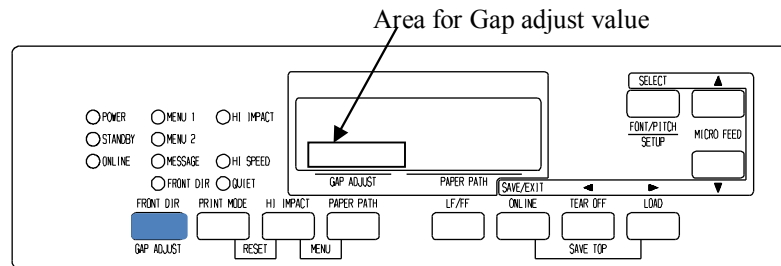 Area for Gap adjust value
SELECT ▲
POWER MENU 1 HI IMPACT
STANDBY MENU 2
FONT/PITCH MICRO FEED
SETUP
ONLINE MESSAGE HI SPEED
FRONT DIR QUIET
GAP ADJUST PAPER PATH
SAVE/EXIT ◀ ▶ ▼
FRONT DIR PRINT MODE HI IMPACT PAPER PATH LF/FF ONLINE TEAR OFF LOAD
GAP ADJUST RESET MENU SAVE TOP